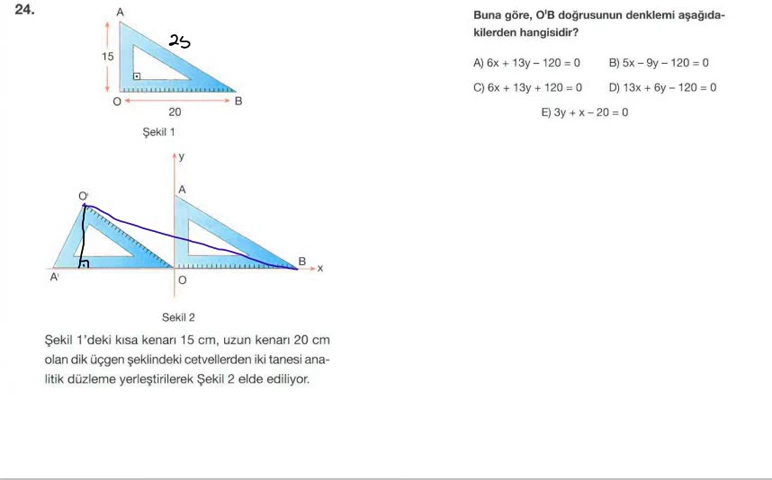 24.
A
25
15
O
20
B
Şekil 1
y
O'
A
A'
O
B
x
Şekil 2
Şekil 1'deki kısa kenarı 15 cm, uzun kenarı 20 cm
olan dik üçgen şeklindeki cetvellerden iki tanesi ana-
litik düzleme yerleştirilerek Şekil 2 elde ediliyor.
Buna göre, O'B doğrusunun denklemi aşağıda-
kilerden hangisidir?
A) 6x + 13y – 120 = 0 B) 5x – 9y – 120 = 0
C) 6x + 13y + 120 = 0 D) 13x + 6y – 120 = 0
E) 3y + x – 20 = 0